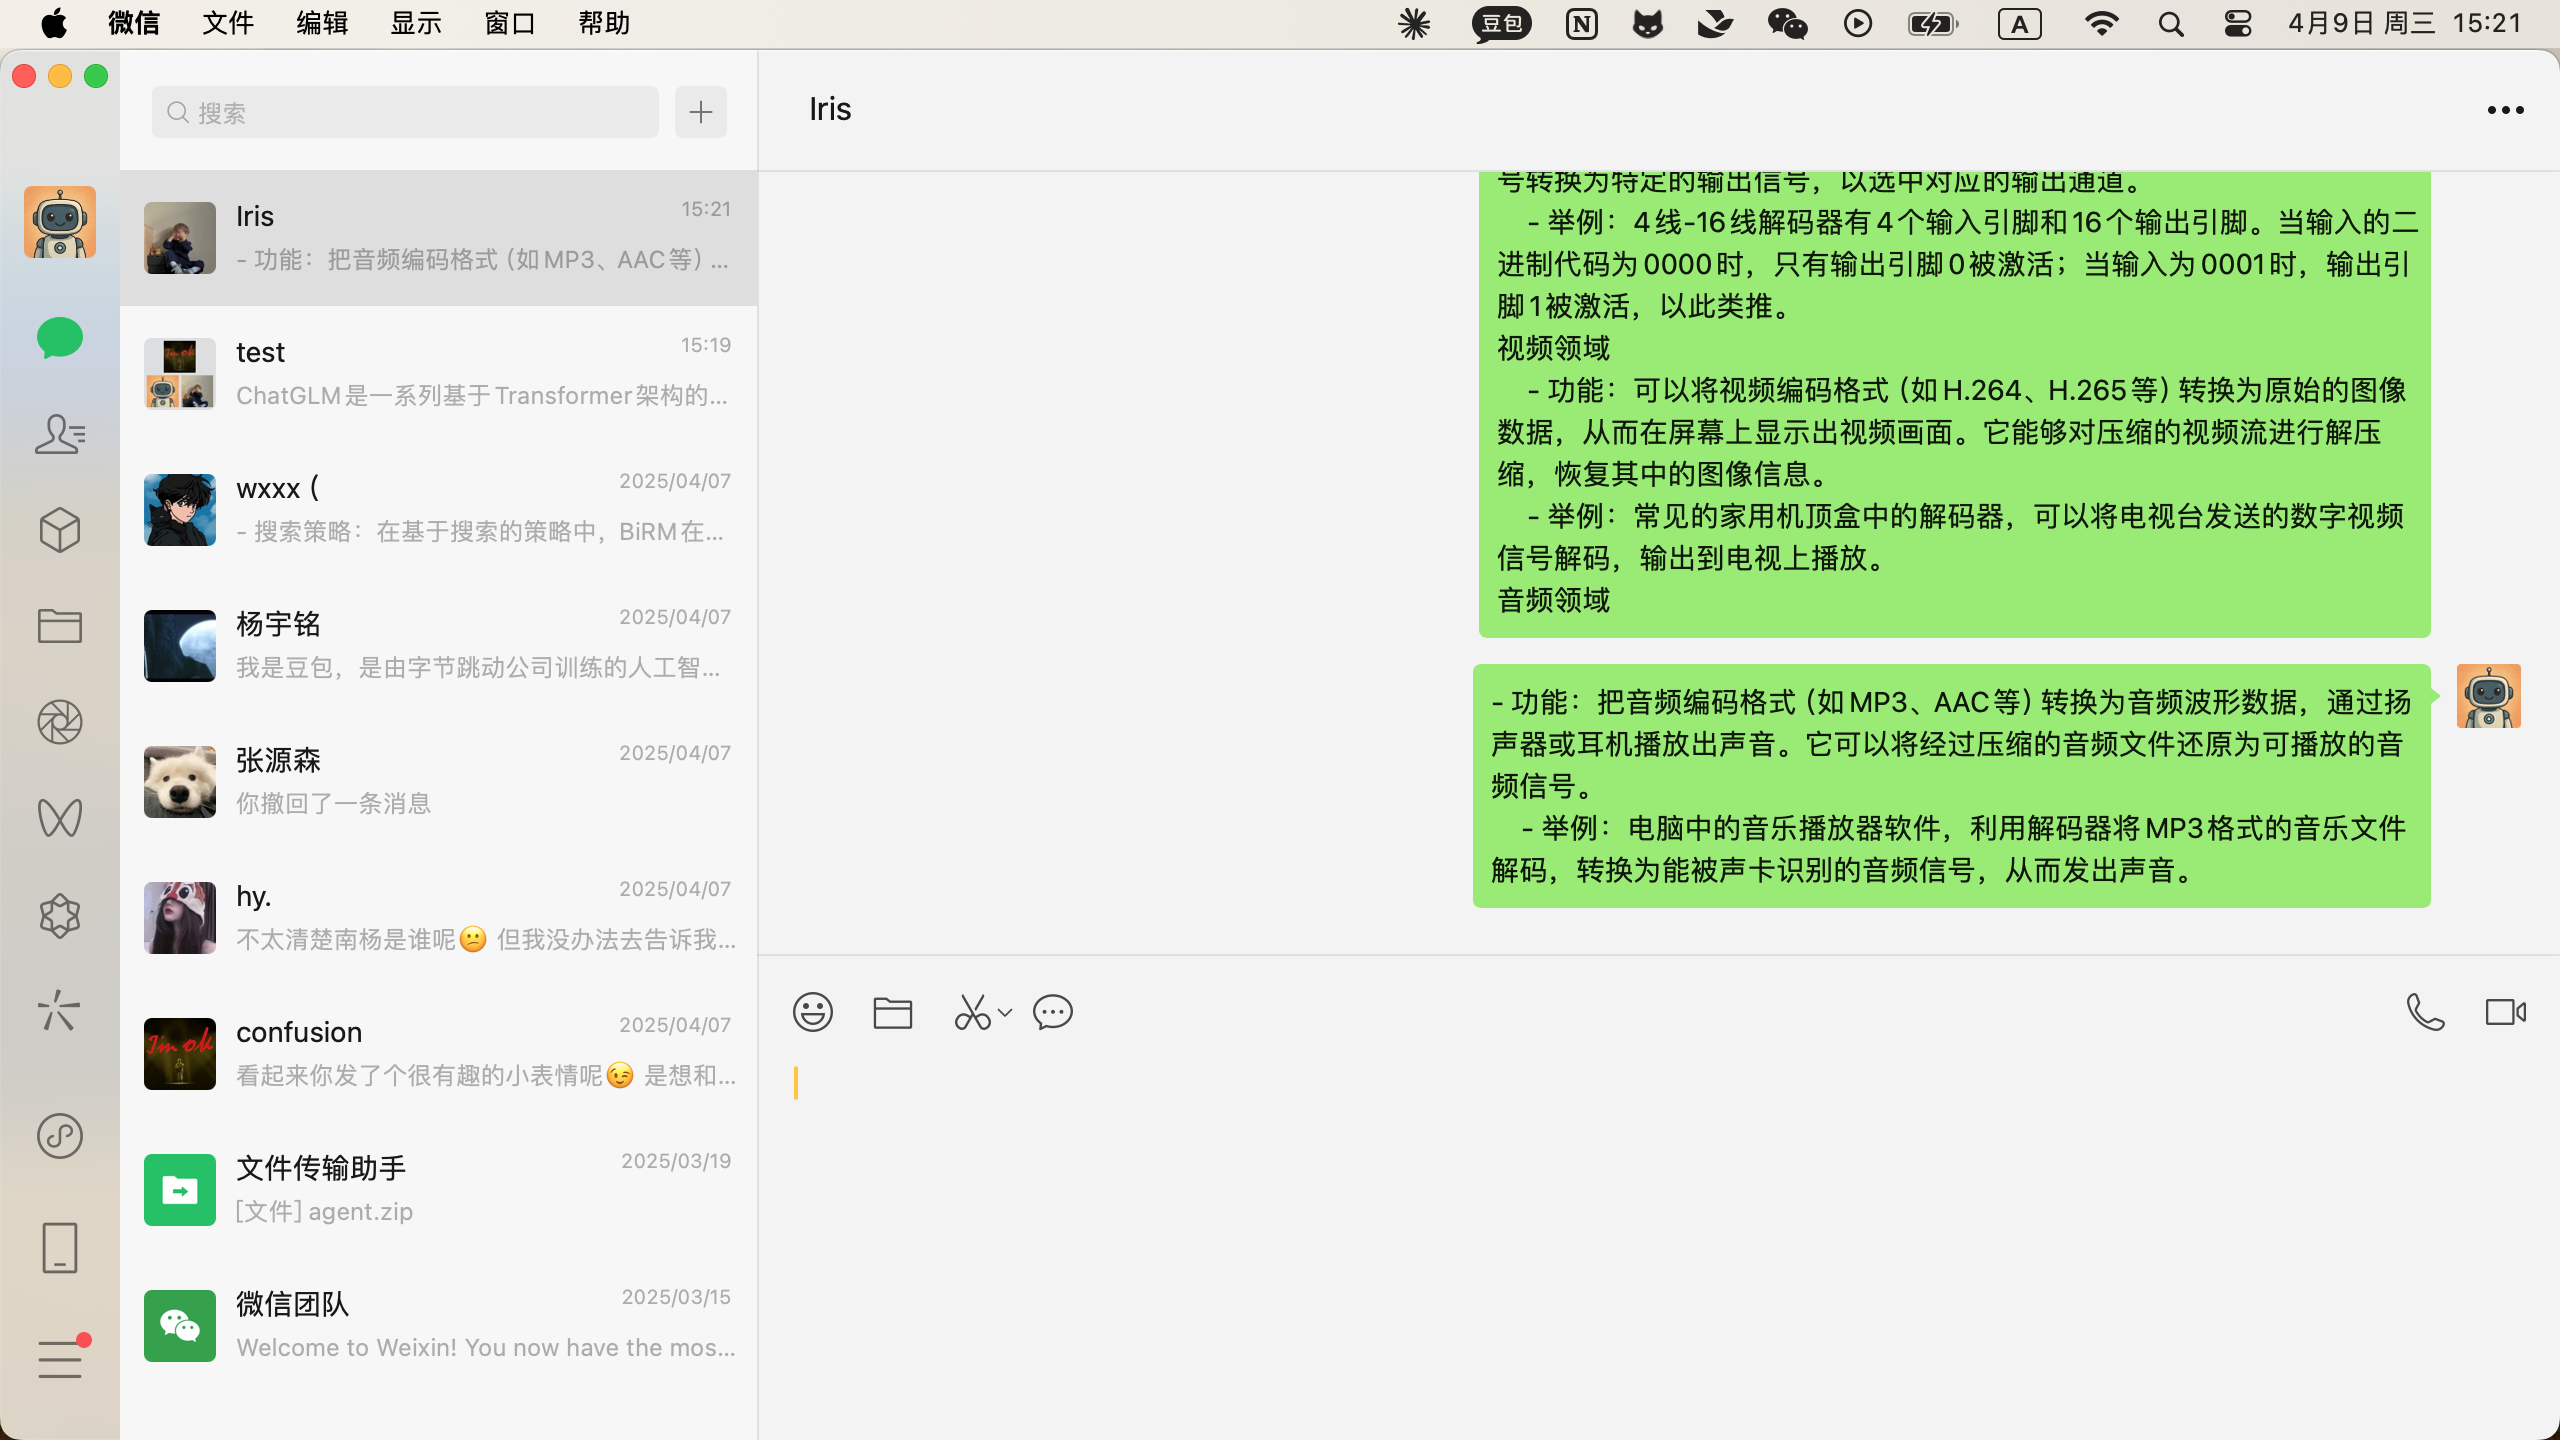 微信 文件 编辑 显示 窗口 帮助
豆包 N A 4月9日 周三 15:21
搜索
Iris 15:21
- 功能：把音频编码格式（如MP3、AAC等）...
test 15:19
ChatGLM是一系列基于Transformer架构的...
wxxx（ 2025/04/07
- 搜索策略：在基于搜索的策略中，BiRM在...
杨宇铭 2025/04/07
我是豆包，是由字节跳动公司训练的人工智...
张源森 2025/04/07
你撤回了一条消息
hy. 2025/04/07
不太清楚南杨是谁呢😕 但我没办法去告诉我...
confusion 2025/04/07
看起来你发了个很有趣的小表情呢😉 是想和...
文件传输助手 2025/03/19
[文件] agent.zip
微信团队 2025/03/15
Welcome to Weixin! You now have the mos...
Iris
号转换为特定的输出信号，以选中对应的输出通道。
- 举例：4线-16线解码器有4个输入引脚和16个输出引脚。当输入的二
进制代码为0000时，只有输出引脚0被激活；当输入为0001时，输出引
脚1被激活，以此类推。
视频领域
- 功能：可以将视频编码格式（如H.264、H.265等）转换为原始的图像
数据，从而在屏幕上显示出视频画面。它能够对压缩的视频流进行解压
缩，恢复其中的图像信息。
- 举例：常见的家用机顶盒中的解码器，可以将电视台发送的数字视频
信号解码，输出到电视上播放。
音频领域
- 功能：把音频编码格式（如MP3、AAC等）转换为音频波形数据，通过扬
声器或耳机播放出声音。它可以将经过压缩的音频文件还原为可播放的音
频信号。
- 举例：电脑中的音乐播放器软件，利用解码器将MP3格式的音乐文件
解码，转换为能被声卡识别的音频信号，从而发出声音。